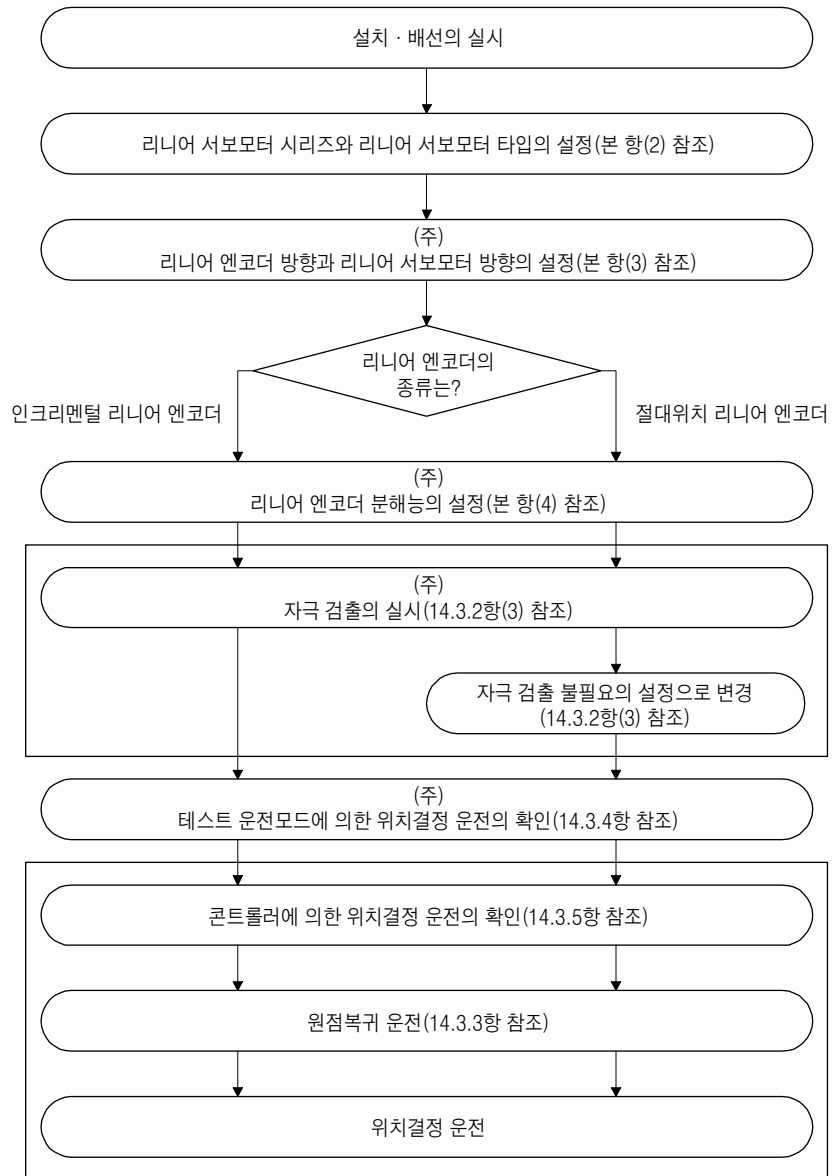 설치 · 배선의 실시
리니어 서보모터 시리즈와 리니어 서보모터 타입의 설정(본 항(2) 참조)
(주)
리니어 엔코더 방향과 리니어 서보모터 방향의 설정(본 항(3) 참조)
리니어 엔코더의
종류는?
인크리멘털 리니어 엔코더
절대위치 리니어 엔코더
(주)
리니어 엔코더 분해능의 설정(본 항(4) 참조)
(주)
자극 검출의 실시(14.3.2항(3) 참조)
자극 검출 불필요의 설정으로 변경
(14.3.2항(3) 참조)
(주)
테스트 운전모드에 의한 위치결정 운전의 확인(14.3.4항 참조)
콘트롤러에 의한 위치결정 운전의 확인(14.3.5항 참조)
원점복귀 운전(14.3.3항 참조)
위치결정 운전